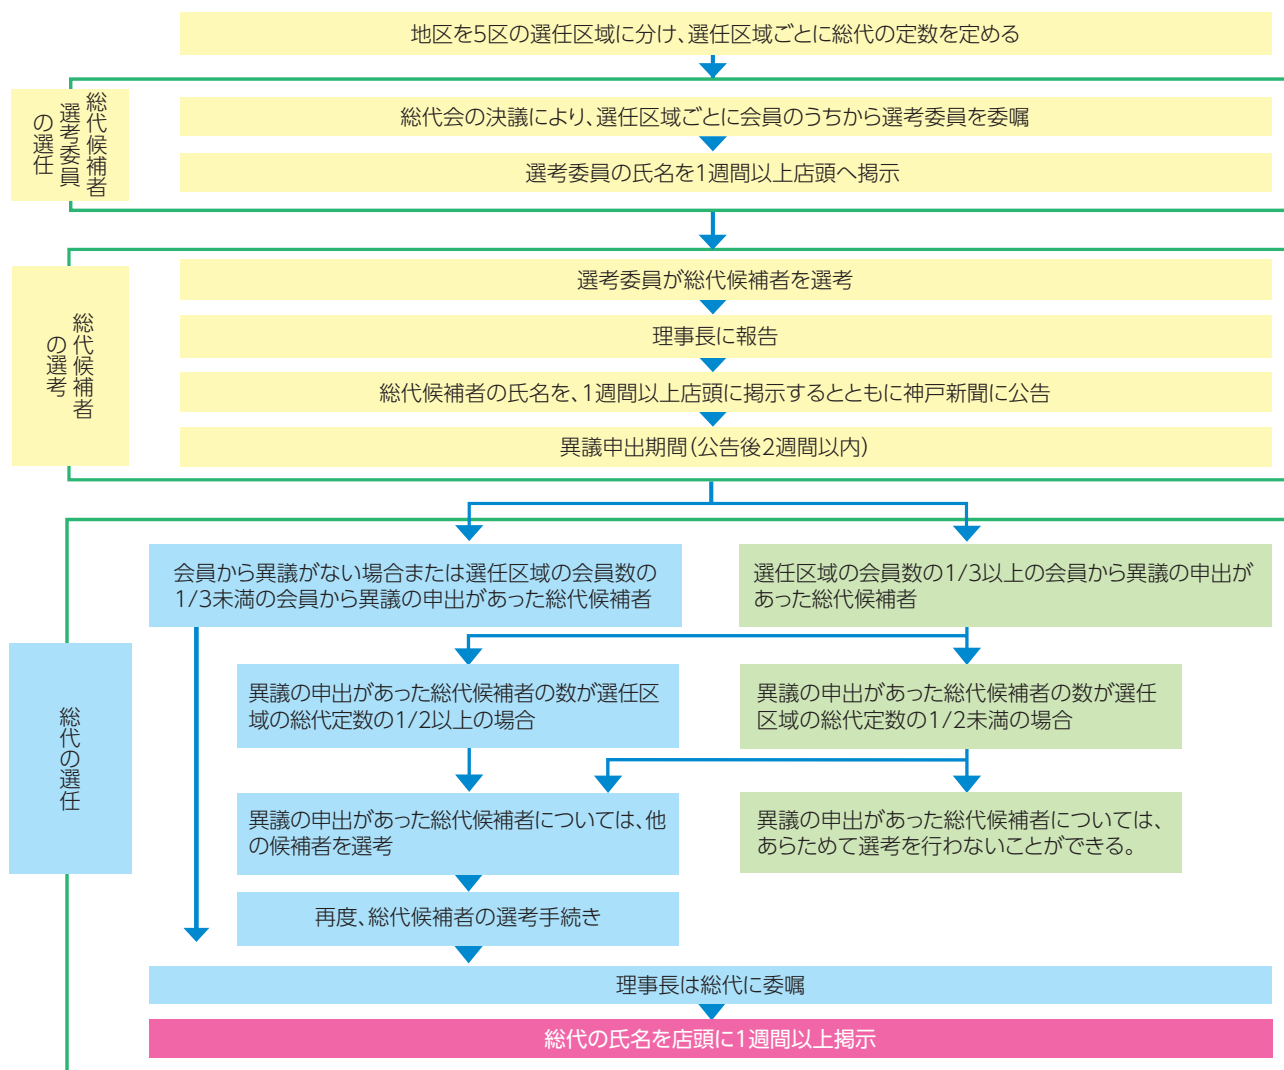 地区を5区の選任区域に分け、選任区域ごとに総代の定数を定める
総代候補者
選考委員
の選任
総代会の決議により、選任区域ごとに会員のうちから選考委員を委嘱
選考委員の氏名を1週間以上店頭へ掲示
総代候補者
の選考
選考委員が総代候補者を選考
理事長に報告
総代候補者の氏名を、1週間以上店頭に掲示するとともに神戸新聞に公告
異議申出期間(公告後2週間以内)
総代の選任
会員から異議がない場合または選任区域の会員数の
1/3未満の会員から異議の申出があった総代候補者
選任区域の会員数の1/3以上の会員から異議の申出が
あった総代候補者
異議の申出があった総代候補者の数が選任区
域の総代定数の1/2以上の場合
異議の申出があった総代候補者の数が選任
区域の総代定数の1/2未満の場合
異議の申出があった総代候補者については、他
の候補者を選考
異議の申出があった総代候補者については、
あらためて選考を行わないことができる。
再度、総代候補者の選考手続き
理事長は総代に委嘱
総代の氏名を店頭に1週間以上掲示